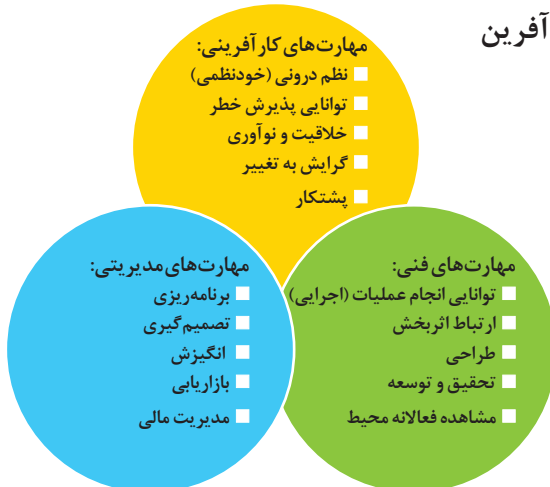 آفرین
مهارت‌های کارآفرینی:
نظم درونی (خودنظمی)
توانایی پذیرش خطر
خلاقیت و نوآوری
گرایش به تغییر
پشتکار
مهارت‌های فنی:
توانایی انجام عملیات (اجرایی)
ارتباط اثربخش
طراحی
تحقیق و توسعه
مشاهده فعالانه محیط
مهارت‌های مدیریتی:
برنامه‌ریزی
تصمیم‌گیری
انگیزش
بازاریابی
مدیریت مالی